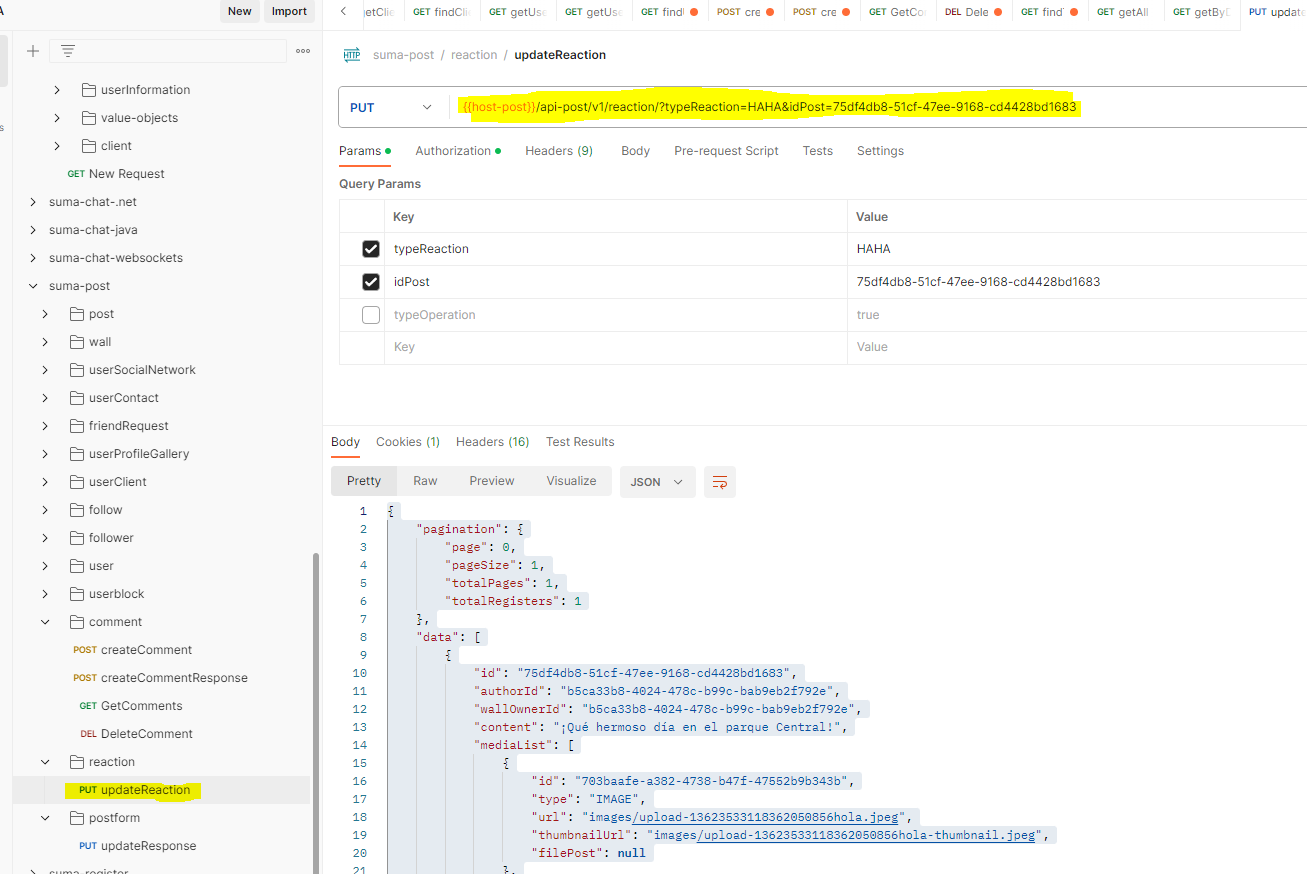 New Import
getClie GET findCli GET getUse GET getUse GET findI POST cre POST cre GET GetCo DEL Dele GET findT GET getAll GET getByD PUT update
HTTP suma-post / reaction / updateReaction
PUT {{host-post}}/api-post/v1/reaction/?typeReaction=HAHA&idPost=75df4db8-51cf-47ee-9168-cd4428bd1683
Params Authorization Headers (9) Body Pre-request Script Tests Settings
Query Params
Key Value
typeReaction HAHA
idPost 75df4db8-51cf-47ee-9168-cd4428bd1683
typeOperation true
Key Value
userInformation
value-objects
client
GET New Request
suma-chat-.net
suma-chat-java
suma-chat-websockets
suma-post
post
wall
userSocialNetwork
userContact
friendRequest
userProfileGallery
userClient
follow
follower
user
userblock
comment
POST createComment
POST createCommentResponse
GET GetComments
DEL DeleteComment
reaction
PUT updateReaction
postform
PUT updateResponse
suma-register
Body Cookies (1) Headers (16) Test Results
Pretty Raw Preview Visualize JSON
1 {
2 "pagination": {
3 "page": 0,
4 "pageSize": 1,
5 "totalPages": 1,
6 "totalRegisters": 1
7 },
8 "data": [
9 {
10 "id": "75df4db8-51cf-47ee-9168-cd4428bd1683",
11 "authorId": "b5ca33b8-4024-478c-b99c-bab9eb2f792e",
12 "wallOwnerId": "b5ca33b8-4024-478c-b99c-bab9eb2f792e",
13 "content": "¡Qué hermoso día en el parque Central!",
14 "mediaList": [
15 {
16 "id": "703baafe-a382-4738-b47f-47552b9b343b",
17 "type": "IMAGE",
18 "url": "images/upload-13623533118362050856hola.jpeg",
19 "thumbnailUrl": "images/upload-13623533118362050856hola-thumbnail.jpeg",
20 "filePost": null
21 },